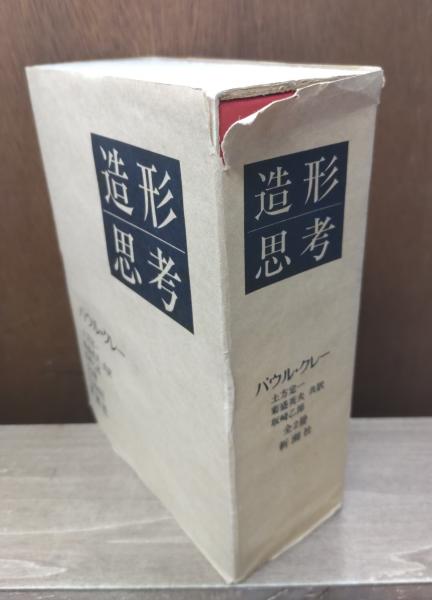 造形
思考
パウル・クレー
造形
思考
パウル・クレー
土方定一
菊盛英夫 共訳
坂崎乙郎
全2冊
新潮社